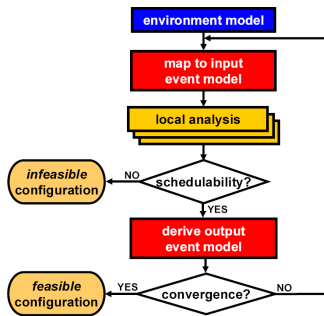 environment model
map to input
event model
local analysis
infeasible
configuration
NO
schedulability?
YES
derive output
event model
feasible
configuration
YES
convergence?
NO